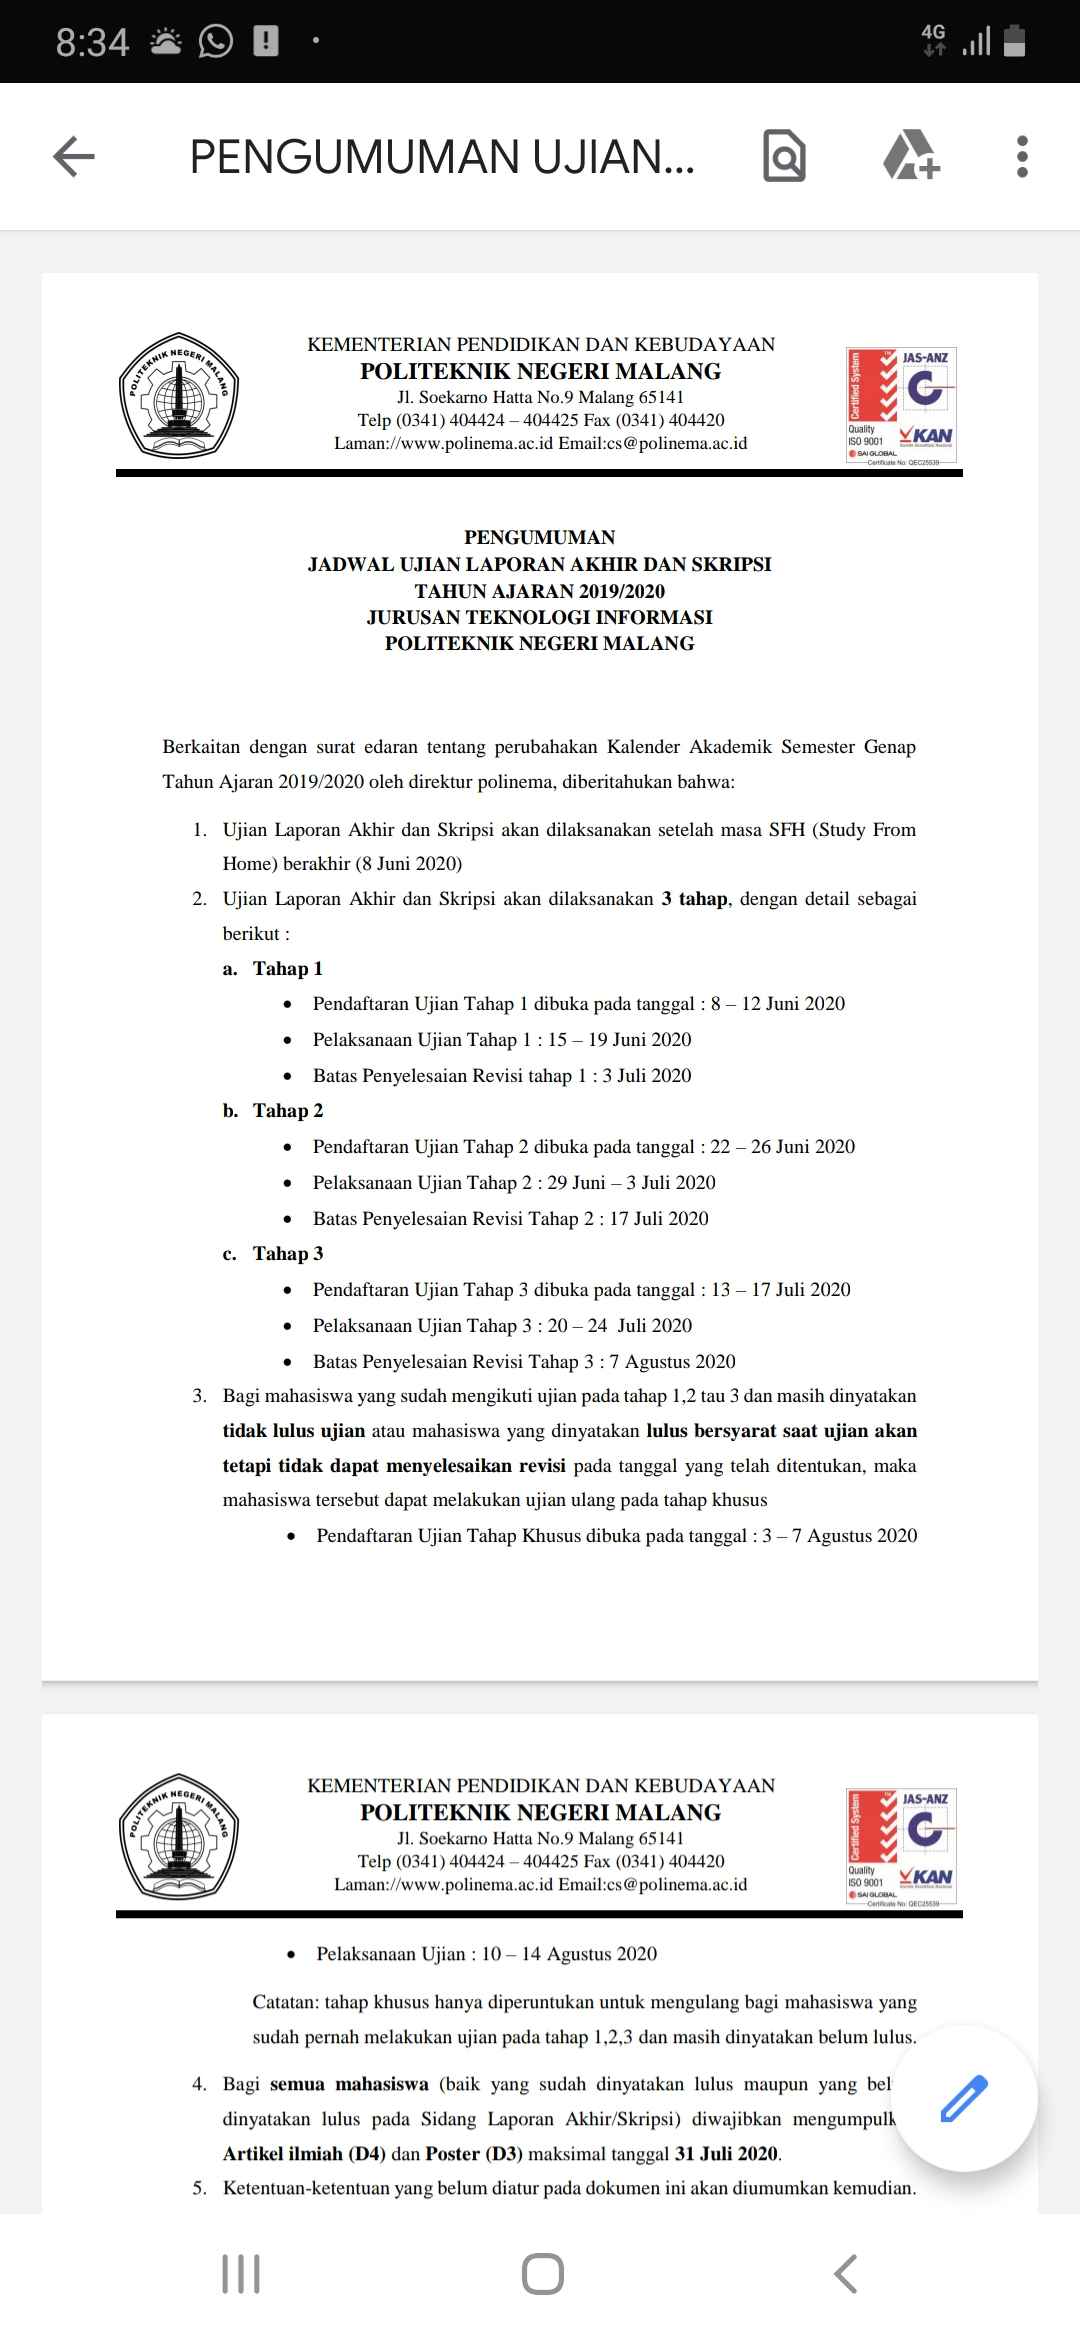 8:34
4G
PENGUMUMAN UJIAN...
POLITEKNIK NEGERI MALANG
KEMENTERIAN PENDIDIKAN DAN KEBUDAYAAN
POLITEKNIK NEGERI MALANG
Jl. Soekarno Hatta No.9 Malang 65141
Telp (0341) 404424 – 404425 Fax (0341) 404420
Laman://www.polinema.ac.id Email:cs@polinema.ac.id
Certified System
JAS-ANZ
Quality
ISO 9001
KAN
SAI GLOBAL
Certificate No: QEC25539
PENGUMUMAN
JADWAL UJIAN LAPORAN AKHIR DAN SKRIPSI
TAHUN AJARAN 2019/2020
JURUSAN TEKNOLOGI INFORMASI
POLITEKNIK NEGERI MALANG
Berkaitan dengan surat edaran tentang perubahakan Kalender Akademik Semester Genap
Tahun Ajaran 2019/2020 oleh direktur polinema, diberitahukan bahwa:
1. Ujian Laporan Akhir dan Skripsi akan dilaksanakan setelah masa SFH (Study From
Home) berakhir (8 Juni 2020)
2. Ujian Laporan Akhir dan Skripsi akan dilaksanakan 3 tahap, dengan detail sebagai
berikut :
a. Tahap 1
• Pendaftaran Ujian Tahap 1 dibuka pada tanggal : 8 – 12 Juni 2020
• Pelaksanaan Ujian Tahap 1 : 15 – 19 Juni 2020
• Batas Penyelesaian Revisi tahap 1 : 3 Juli 2020
b. Tahap 2
• Pendaftaran Ujian Tahap 2 dibuka pada tanggal : 22 – 26 Juni 2020
• Pelaksanaan Ujian Tahap 2 : 29 Juni – 3 Juli 2020
• Batas Penyelesaian Revisi Tahap 2 : 17 Juli 2020
c. Tahap 3
• Pendaftaran Ujian Tahap 3 dibuka pada tanggal : 13 – 17 Juli 2020
• Pelaksanaan Ujian Tahap 3 : 20 – 24 Juli 2020
• Batas Penyelesaian Revisi Tahap 3 : 7 Agustus 2020
3. Bagi mahasiswa yang sudah mengikuti ujian pada tahap 1,2 tau 3 dan masih dinyatakan
tidak lulus ujian atau mahasiswa yang dinyatakan lulus bersyarat saat ujian akan
tetapi tidak dapat menyelesaikan revisi pada tanggal yang telah ditentukan, maka
mahasiswa tersebut dapat melakukan ujian ulang pada tahap khusus
• Pendaftaran Ujian Tahap Khusus dibuka pada tanggal : 3 – 7 Agustus 2020
POLITEKNIK NEGERI MALANG
KEMENTERIAN PENDIDIKAN DAN KEBUDAYAAN
POLITEKNIK NEGERI MALANG
Jl. Soekarno Hatta No.9 Malang 65141
Telp (0341) 404424 – 404425 Fax (0341) 404420
Laman://www.polinema.ac.id Email:cs@polinema.ac.id
Certified System
JAS-ANZ
Quality
ISO 9001
KAN
SAI GLOBAL
Certificate No: QEC25539
• Pelaksanaan Ujian : 10 – 14 Agustus 2020
Catatan: tahap khusus hanya diperuntukan untuk mengulang bagi mahasiswa yang
sudah pernah melakukan ujian pada tahap 1,2,3 dan masih dinyatakan belum lulus.
4. Bagi semua mahasiswa (baik yang sudah dinyatakan lulus maupun yang bel
dinyatakan lulus pada Sidang Laporan Akhir/Skripsi) diwajibkan mengumpulk
Artikel ilmiah (D4) dan Poster (D3) maksimal tanggal 31 Juli 2020.
5. Ketentuan-ketentuan yang belum diatur pada dokumen ini akan diumumkan kemudian.